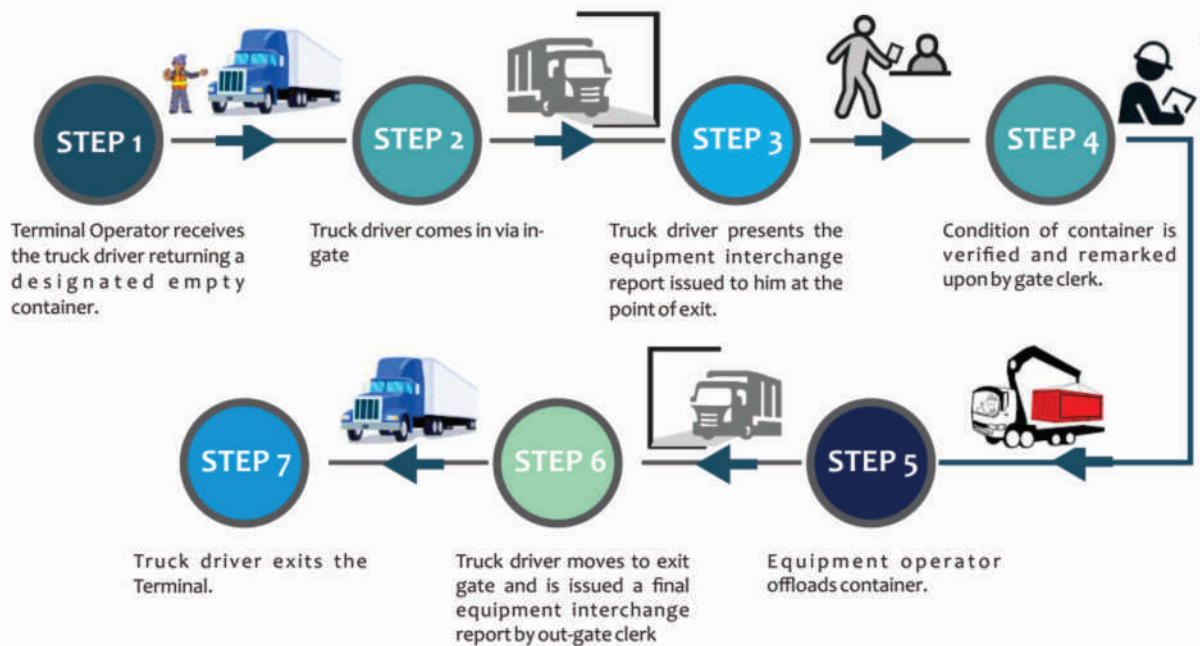 STEP 1
Terminal Operator receives
the truck driver returning a
designated empty
container.
STEP 2
Truck driver comes in via in-
gate
STEP 3
Truck driver presents the
equipment interchange
report issued to him at the
point of exit.
STEP 4
Condition of container is
verified and remarked
upon by gate clerk.
STEP 5
Equipment operator
offloads container.
STEP 6
Truck driver moves to exit
gate and is issued a final
equipment interchange
report by out-gate clerk
STEP 7
Truck driver exits the
Terminal.